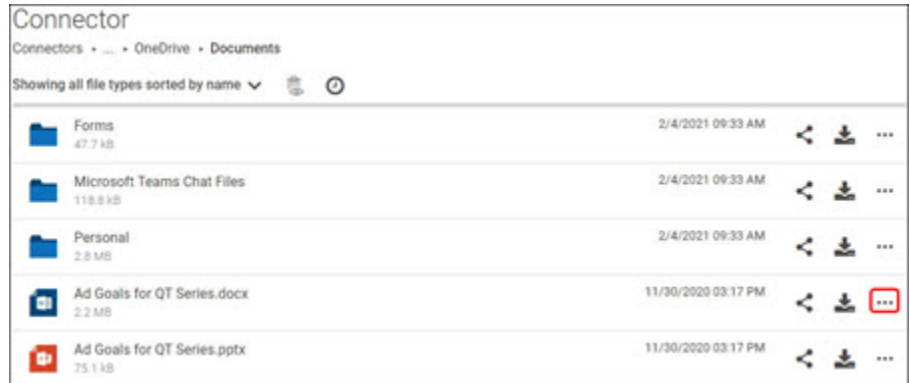 Connector
Connectors • ... • OneDrive • Documents
Showing all file types sorted by name
Forms 2/4/2021 09:33 AM
47.7 kB
Microsoft Teams Chat Files 2/4/2021 09:33 AM
118.8 kB
Personal 2/4/2021 09:33 AM
2.8 MB
Ad Goals for QT Series.docx 11/30/2020 03:17 PM
2.2 MB
Ad Goals for QT Series.pptx 11/30/2020 03:17 PM
75.1 kB